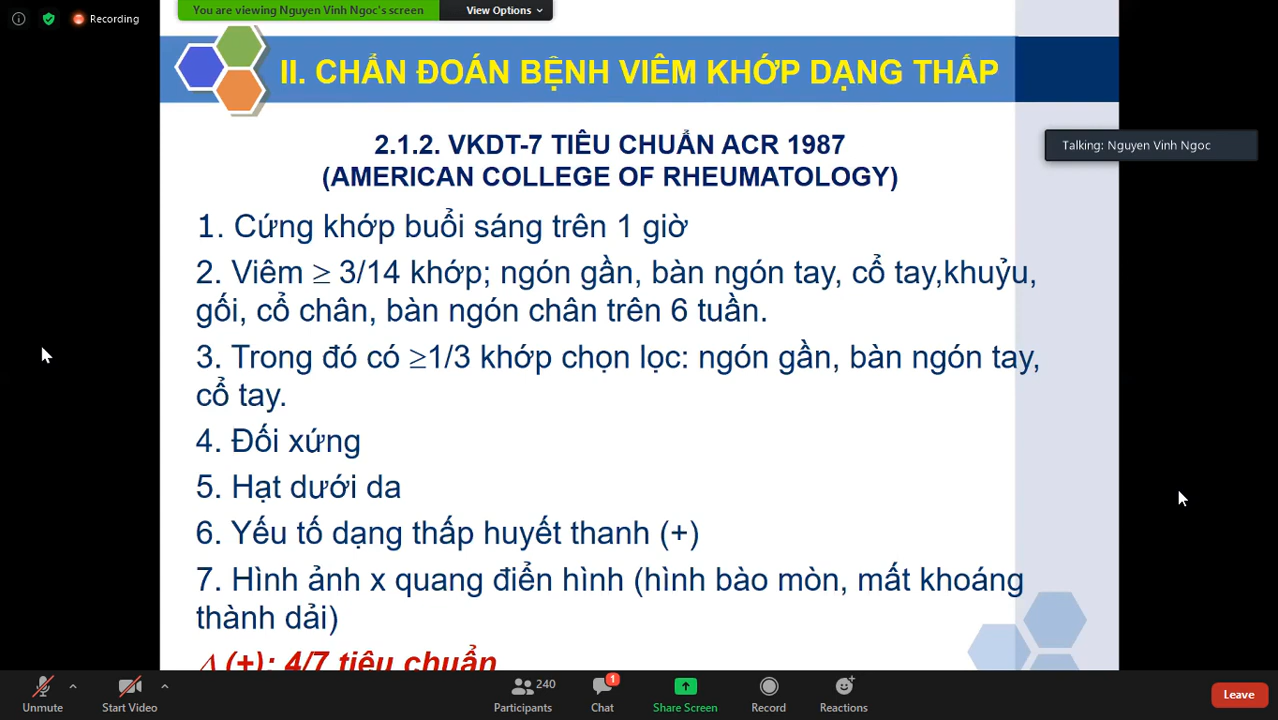 You are viewing Nguyen Vinh Ngoc's screen
View Options
Recording
II. CHẨN ĐOÁN BỆNH VIÊM KHỚP DẠNG THẤP
Talking: Nguyen Vinh Ngoc
2.1.2. VKDT-7 TIÊU CHUẨN ACR 1987
(AMERICAN COLLEGE OF RHEUMATOLOGY)
1. Cứng khớp buổi sáng trên 1 giờ
2. Viêm ≥ 3/14 khớp; ngón gần, bàn ngón tay, cổ tay,khuỷu,
gối, cổ chân, bàn ngón chân trên 6 tuần.
3. Trong đó có ≥1/3 khớp chọn lọc: ngón gần, bàn ngón tay,
cổ tay.
4. Đối xứng
5. Hạt dưới da
6. Yếu tố dạng thấp huyết thanh (+)
7. Hình ảnh x quang điển hình (hình bào mòn, mất khoáng
thành dải)
Δ (+): 4/7 tiêu chuẩn
Unmute
Start Video
240
Participants
1
Chat
Share Screen
Record
Reactions
Leave